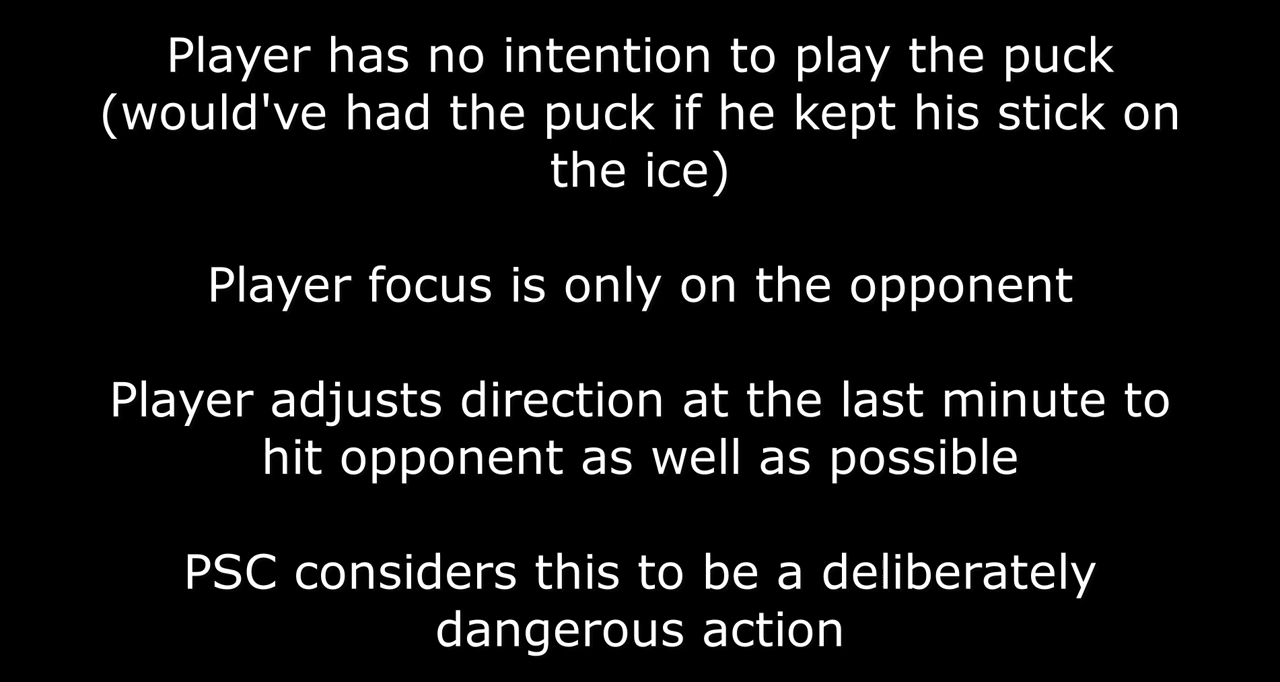 Player has no intention to play the puck
(would've had the puck if he kept his stick on
the ice)
Player focus is only on the opponent
Player adjusts direction at the last minute to
hit opponent as well as possible
PSC considers this to be a deliberately
dangerous action